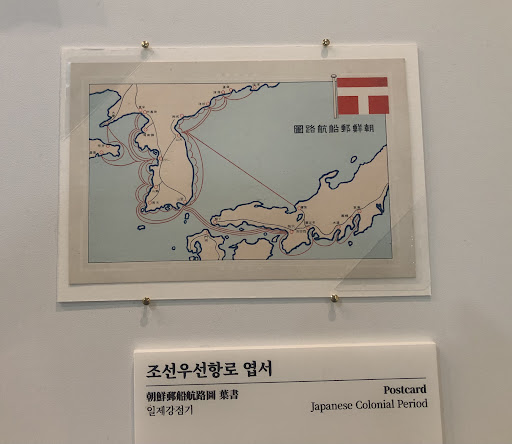 朝鮮郵船航路圖
조선우선항로 엽서
朝鮮郵船航路圖 葉書
일제강점기
Postcard
Japanese Colonial Period